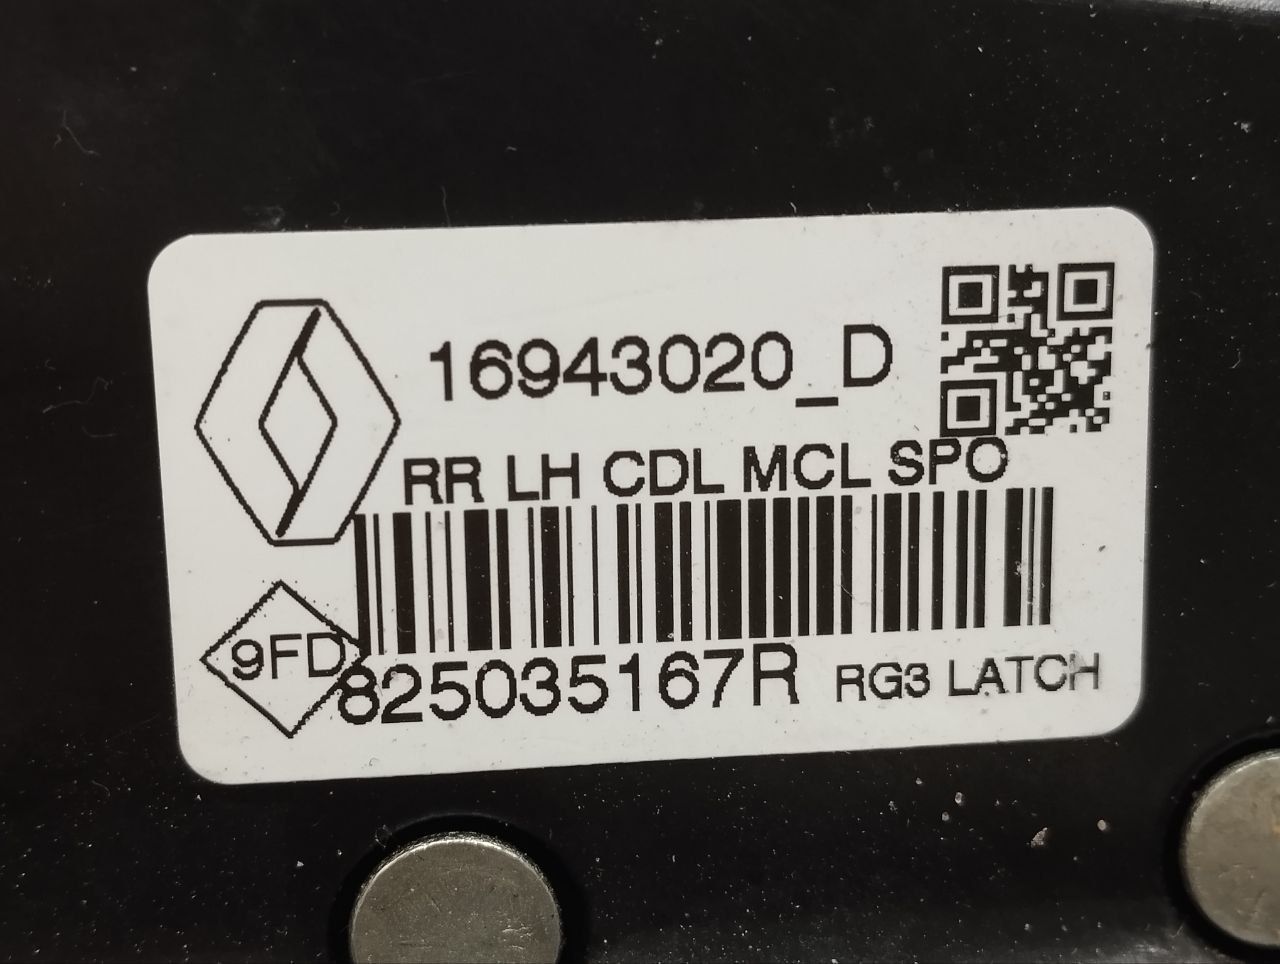 16943020_D
RR LH CDL MCL SPO
9FD
825035167R RG3 LATCH